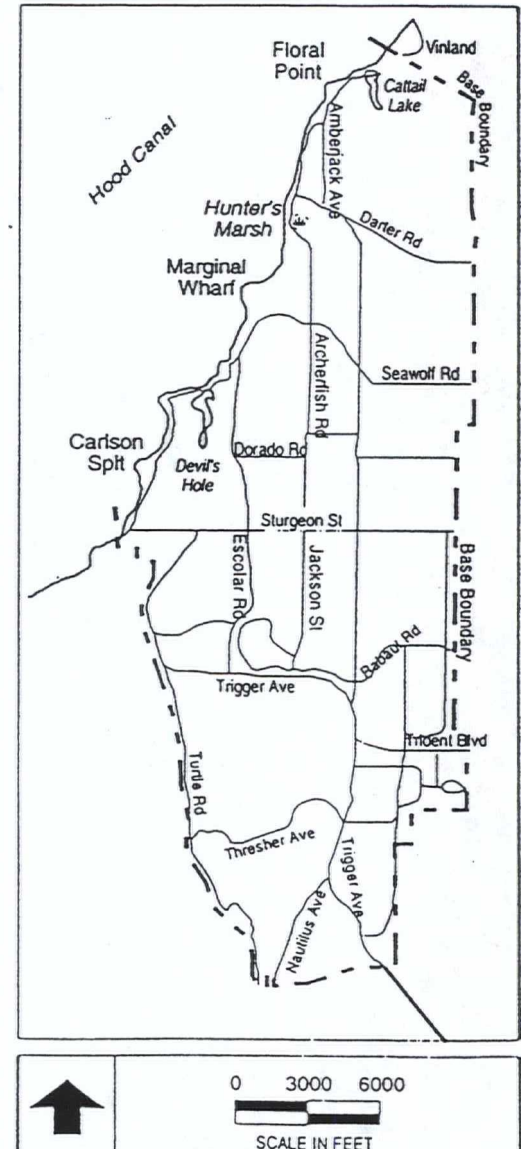 Floral
Point
Vinland
Cattail
Lake
Base Boundary
Hood Canal
Amberjack Ave
Hunter's
Marsh
Darter Rd
Marginal
Wharf
Archerfish Rd
Seawolf Rd
Carlson
Spit
Devil's
Hole
Dorado Rd
Sturgeon St
Escolar Rd
Jackson St
Base Boundary
Rabaul Rd
Trigger Ave
Trident Blvd
Turtle Rd
Thresher Ave
Trigger Ave
Nautilus Ave
0 3000 6000
SCALE IN FEET